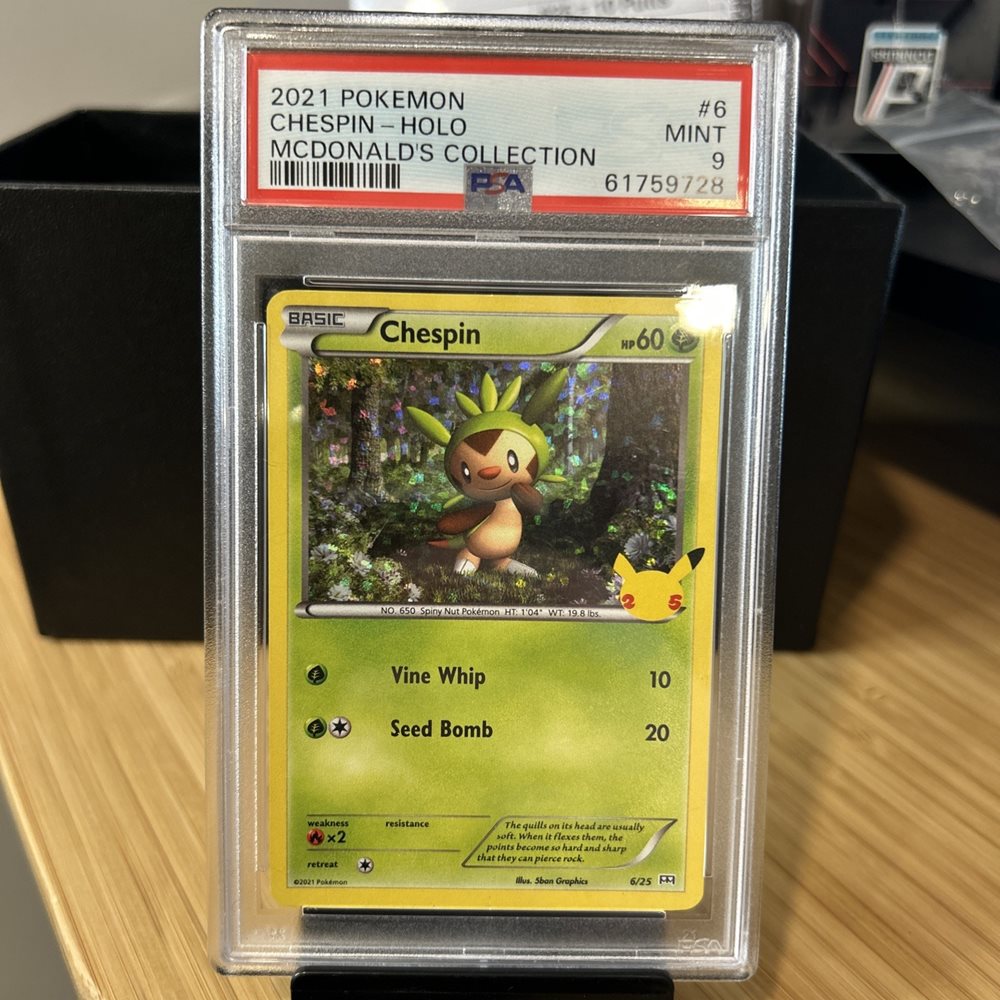 2021 POKEMON #6
CHESPIN - HOLO MINT
MCDONALD'S COLLECTION 9
PSA 61759728
BASIC Chespin HP 60
NO. 650 Spiny Nut Pokémon HT: 1'04" WT: 19.8 lbs.
25
Vine Whip 10
Seed Bomb 20
weakness resistance
×2
The quills on its head are usually
soft. When it flexes them, the
points become so hard and sharp
that they can pierce rock.
retreat
©2021 Pokémon Illus. 5ban Graphics 6/25
PSA